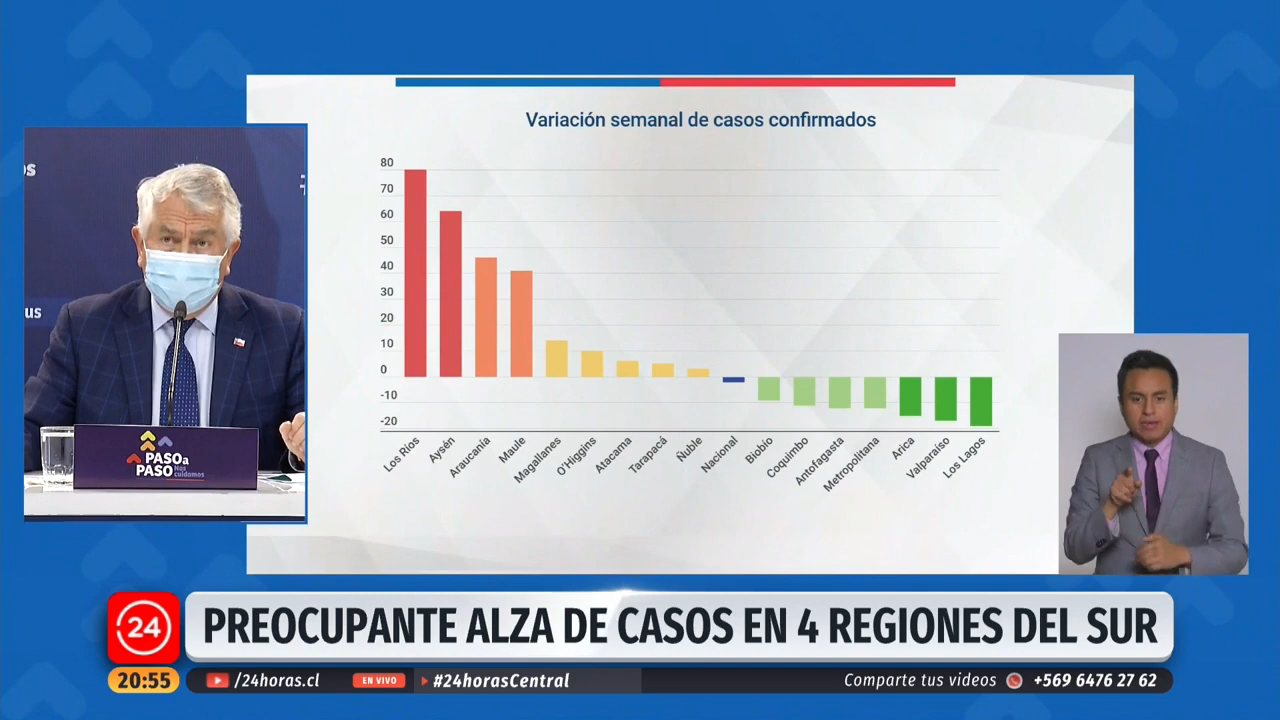 Variación semanal de casos confirmados
80
70
60
50
40
30
20
10
0
-10
-20
Los Ríos
Aysén
Araucanía
Maule
Magallanes
O'Higgins
Atacama
Tarapacá
Ñuble
Nacional
Biobío
Coquimbo
Antofagasta
Metropolitana
Arica
Valparaíso
Los Lagos
os
us
PASO a
PASO Nos
cuidamos
24
PREOCUPANTE ALZA DE CASOS EN 4 REGIONES DEL SUR
20:55
/24horas.cl
EN VIVO
#24horasCentral
Comparte tus videos
+569 6476 27 62